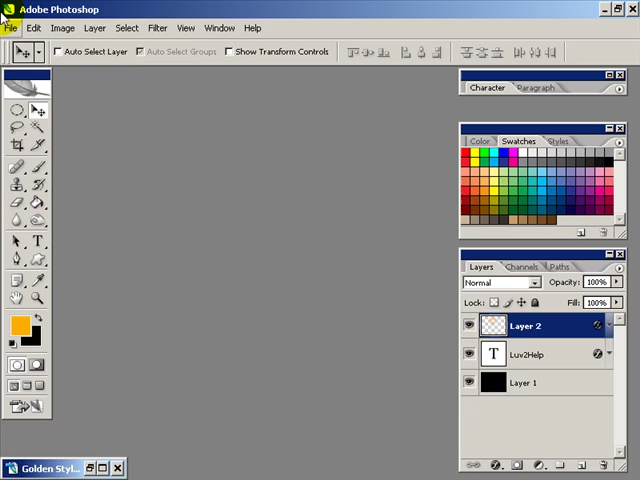 Adobe Photoshop
File Edit Image Layer Select Filter View Window Help
Auto Select Layer Auto Select Groups Show Transform Controls
Character Paragraph
Color Swatches Styles
Layers Channels Paths
Normal Opacity: 100%
Lock: Fill: 100%
Layer 2
T Luv2Help
Layer 1
Golden Styl...